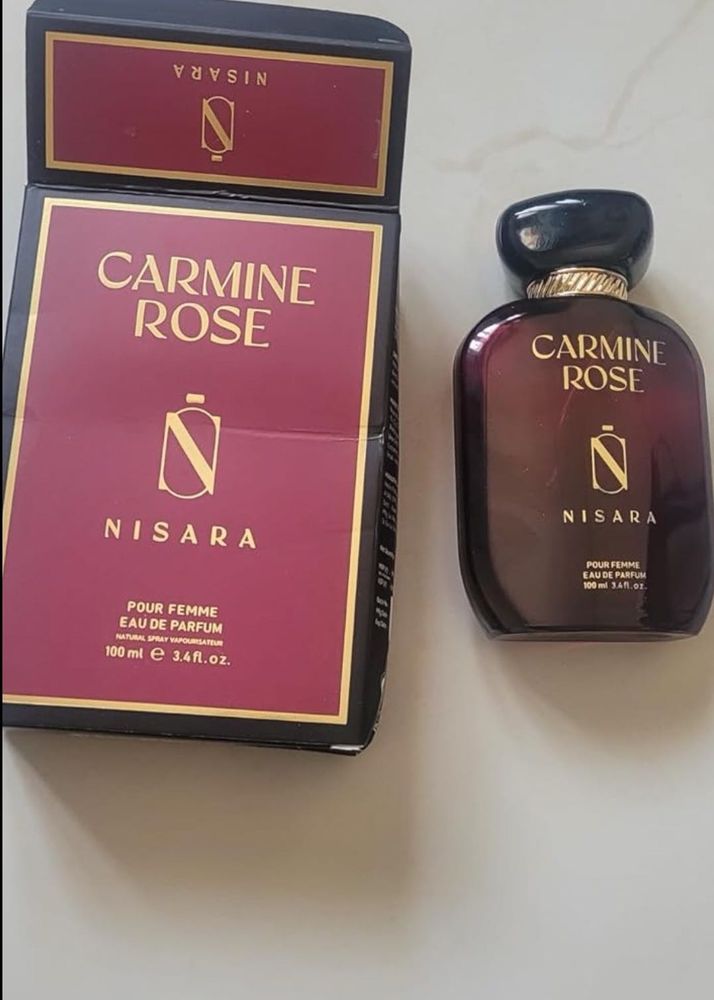 NISARA
N
CARMINE
ROSE
N
NISARA
POUR FEMME
EAU DE PARFUM
NATURAL SPRAY VAPOURISATEUR
100 ml ℮ 3.4 fl. oz.
CARMINE
ROSE
N
NISARA
POUR FEMME
EAU DE PARFUM
100 ml 3.4 fl. oz.